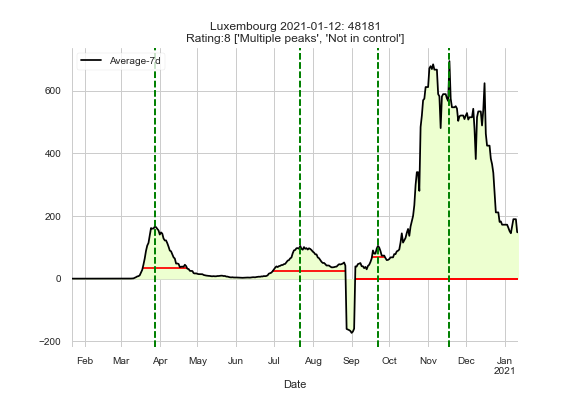 Luxembourg 2021-01-12: 48181
Rating:8 ['Multiple peaks', 'Not in control']
Average-7d
600
400
200
0
−200
Feb Mar Apr May Jun Jul Aug Sep Oct Nov Dec Jan
2021
Date